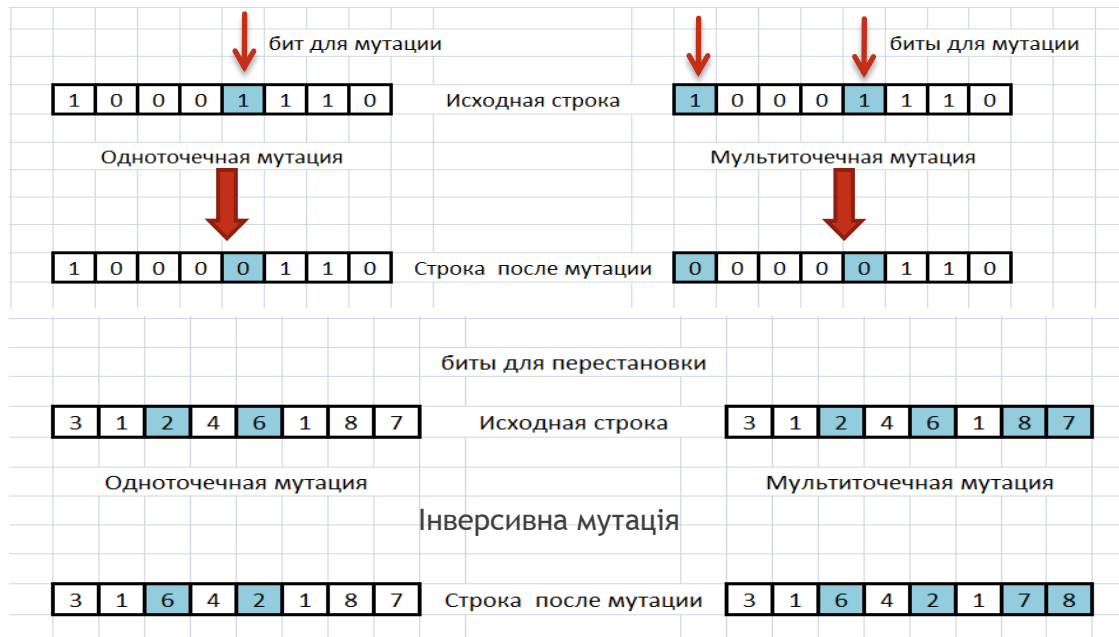 бит для мутации
биты для мутации
1 0 0 0 1 1 1 0 Исходная строка 1 0 0 0 1 1 1 0
Одноточечная мутация Мультиточечная мутация
1 0 0 0 0 1 1 0 Строка после мутации 0 0 0 0 0 1 1 0
биты для перестановки
3 1 2 4 6 1 8 7 Исходная строка 3 1 2 4 6 1 8 7
Одноточечная мутация Мультиточечная мутация
Інверсивна мутація
3 1 6 4 2 1 8 7 Строка после мутации 3 1 6 4 2 1 7 8